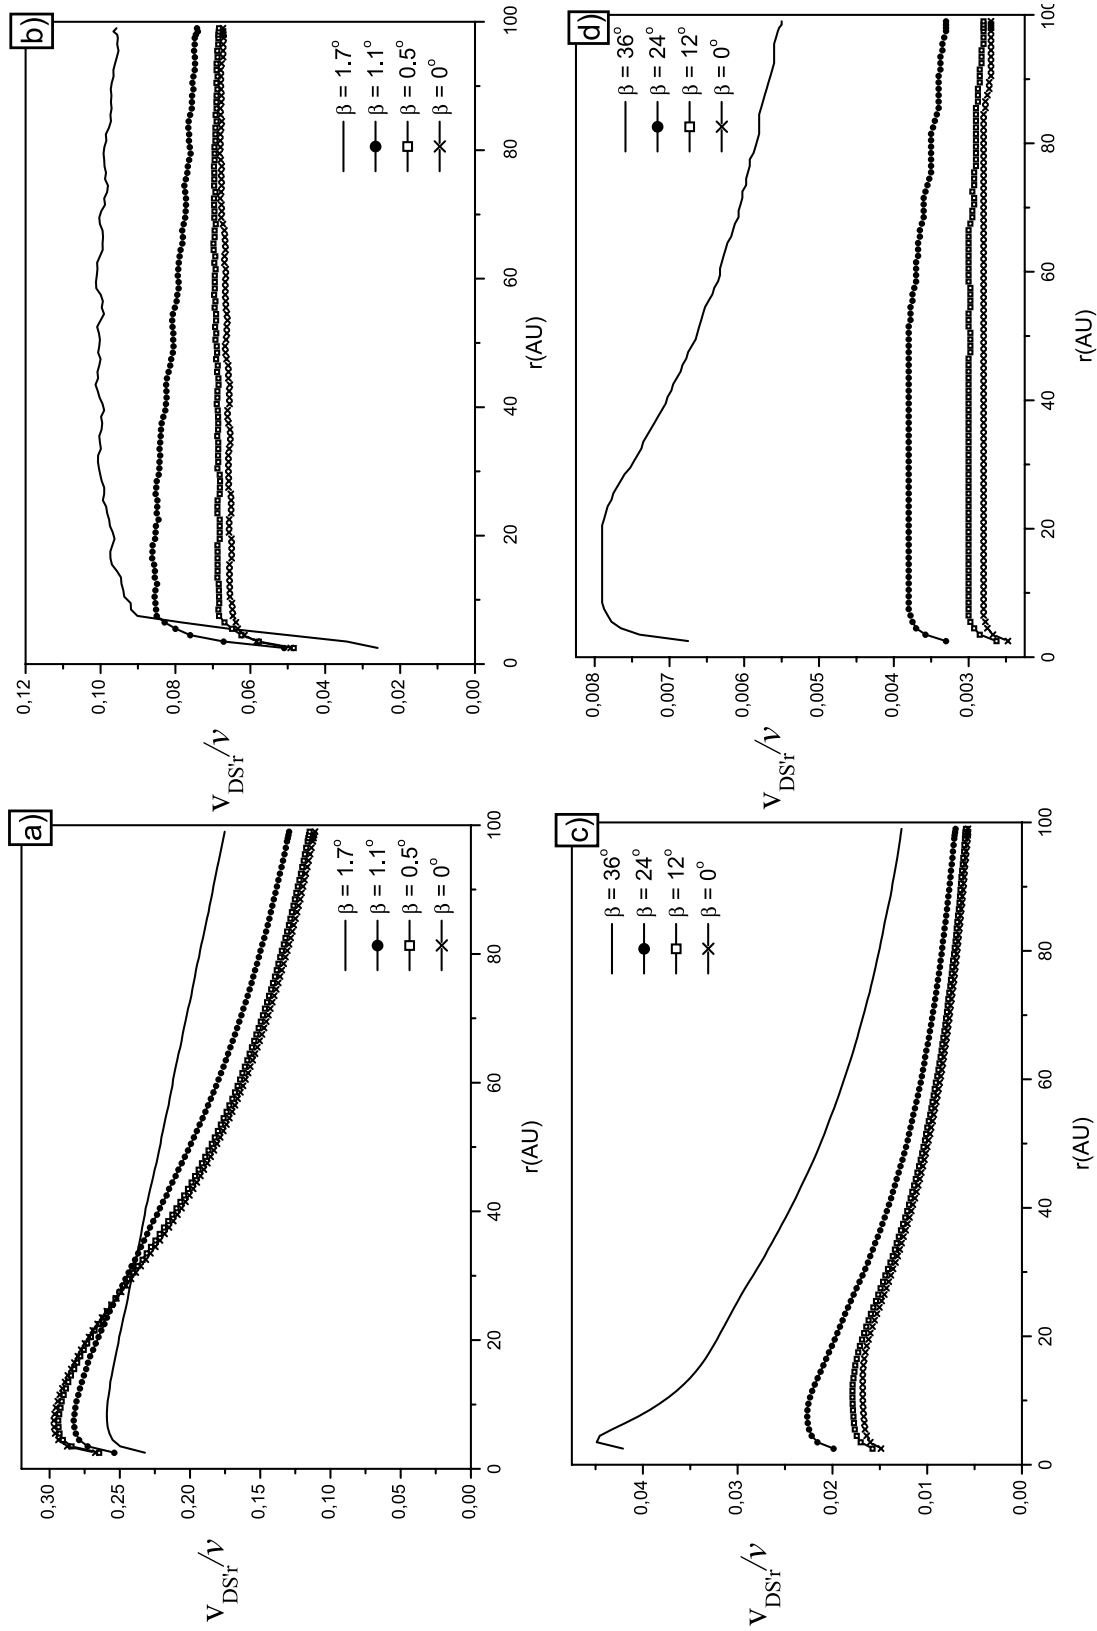 a)
0,30
0,25
0,20
0,15
0,10
0,05
0,00
V_DS'r/ν
0 20 40 60 80 100
r(AU)
β = 1.7°
β = 1.1°
β = 0.5°
β = 0°
b)
0,12
0,10
0,08
0,06
0,04
0,02
0,00
V_DS'r/ν
0 20 40 60 80 100
r(AU)
β = 1.7°
β = 1.1°
β = 0.5°
β = 0°
c)
0,04
0,03
0,02
0,01
0,00
V_DS'r/ν
0 20 40 60 80 100
r(AU)
β = 36°
β = 24°
β = 12°
β = 0°
d)
0,008
0,007
0,006
0,005
0,004
0,003
V_DS'r/ν
0 20 40 60 80 100
r(AU)
β = 36°
β = 24°
β = 12°
β = 0°